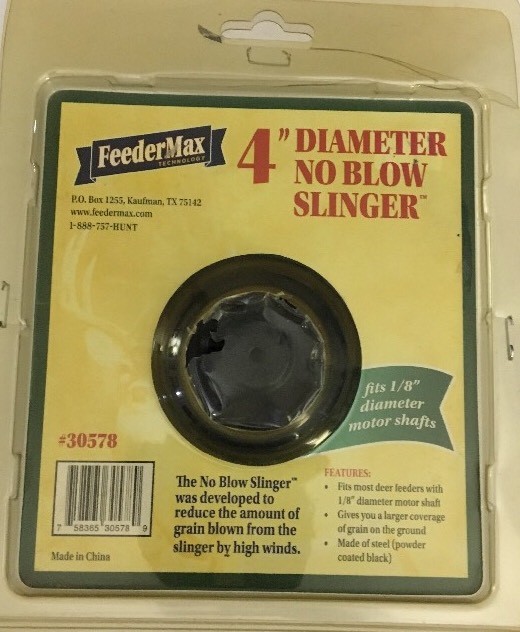 FeederMax
TECHNOLOGY
4" DIAMETER
NO BLOW
SLINGER™
P.O. Box 1255, Kaufman, TX 75142
www.feedermax.com
1-888-757-HUNT
fits 1/8"
diameter
motor shafts
#30578
7 58365 30578 9
Made in China
The No Blow Slinger™
was developed to
reduce the amount of
grain blown from the
slinger by high winds.
FEATURES:
• Fits most deer feeders with
1/8" diameter motor shaft
• Gives you a larger coverage
of grain on the ground
• Made of steel (powder
coated black)